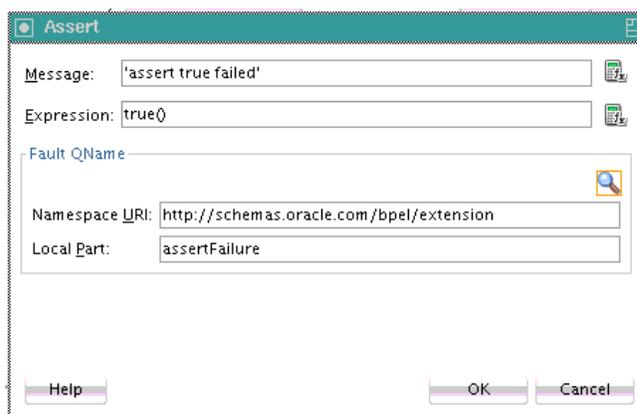 Assert
Message: 'assert true failed'
Expression: true()
Fault QName
Namespace URI: http://schemas.oracle.com/bpel/extension
Local Part: assertFailure
Help OK Cancel